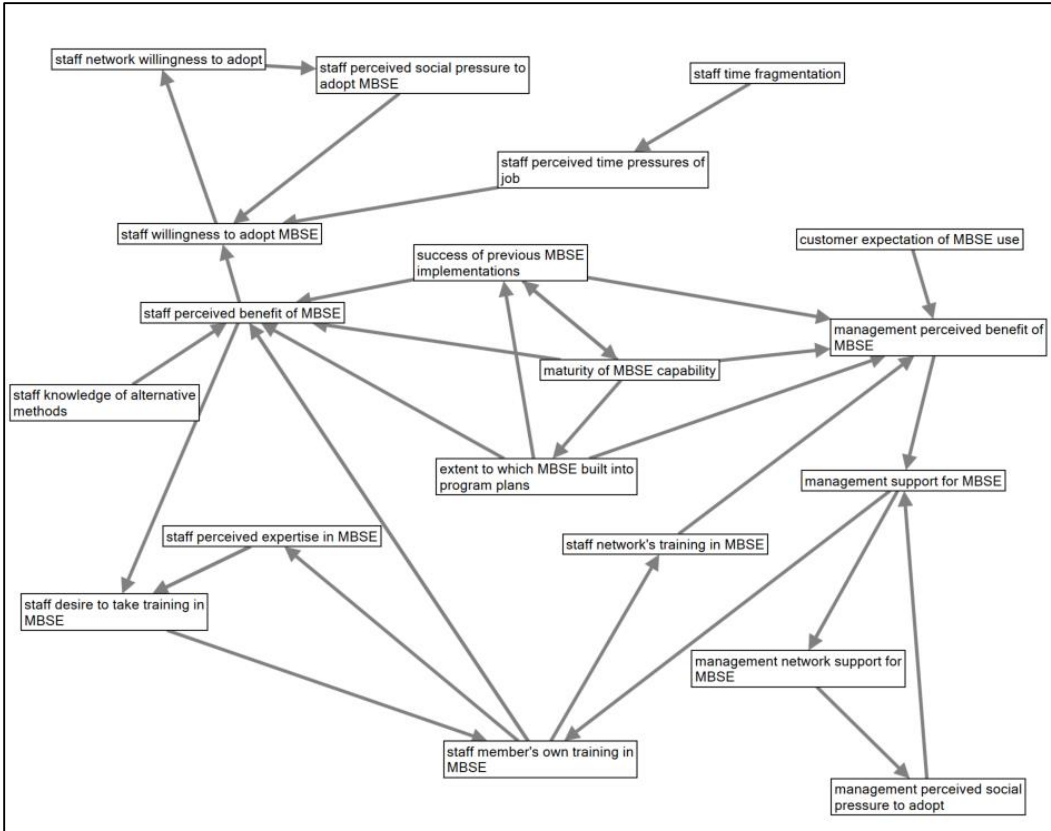 staff network willingness to adopt
staff perceived social pressure to
adopt MBSE
staff time fragmentation
staff perceived time pressures of
job
staff willingness to adopt MBSE
customer expectation of MBSE use
success of previous MBSE
implementations
staff perceived benefit of MBSE
management perceived benefit of
MBSE
maturity of MBSE capability
staff knowledge of alternative
methods
extent to which MBSE built into
program plans
management support for MBSE
staff perceived expertise in MBSE
staff network's training in MBSE
staff desire to take training in
MBSE
management network support for
MBSE
staff member's own training in
MBSE
management perceived social
pressure to adopt